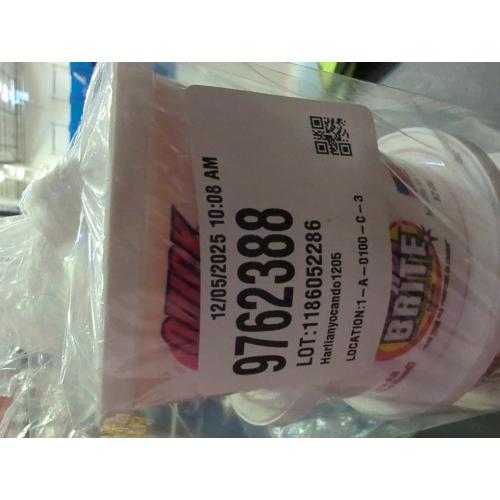 12/05/2025 10:08 AM
9762388
LOT:1186052286
Harlianyocando1205
LOCATION:1-A-0100-C-3
QUICK
BRITE